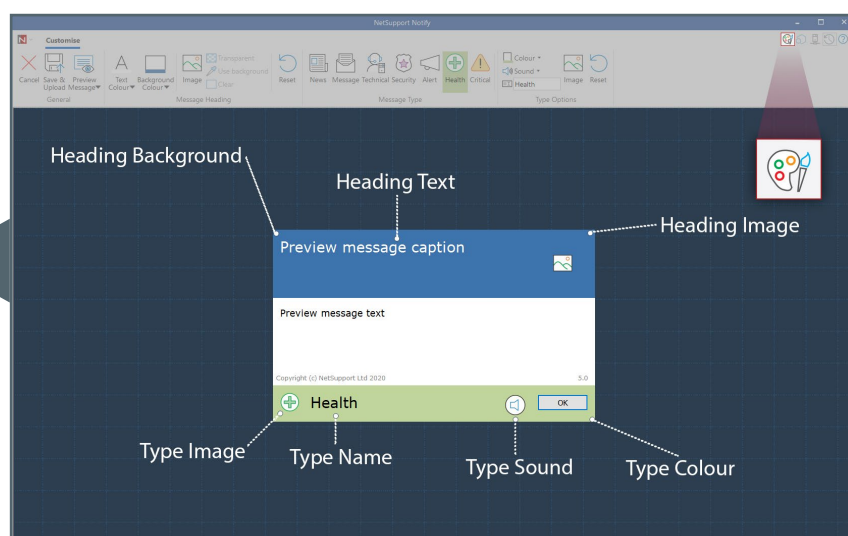 NetSupport Notify
N Customise
Cancel Save & Upload Preview Message Text Colour Background Colour Image Transparent Use background Clear Reset News Message Technical Security Alert Health Critical Colour Sound Health Image Reset
General Message Heading Message Type Type Options
Heading Background
Heading Text
Heading Image
Preview message caption
Preview message text
Copyright (c) NetSupport Ltd 2020 5.0
Health OK
Type Image
Type Name
Type Sound
Type Colour